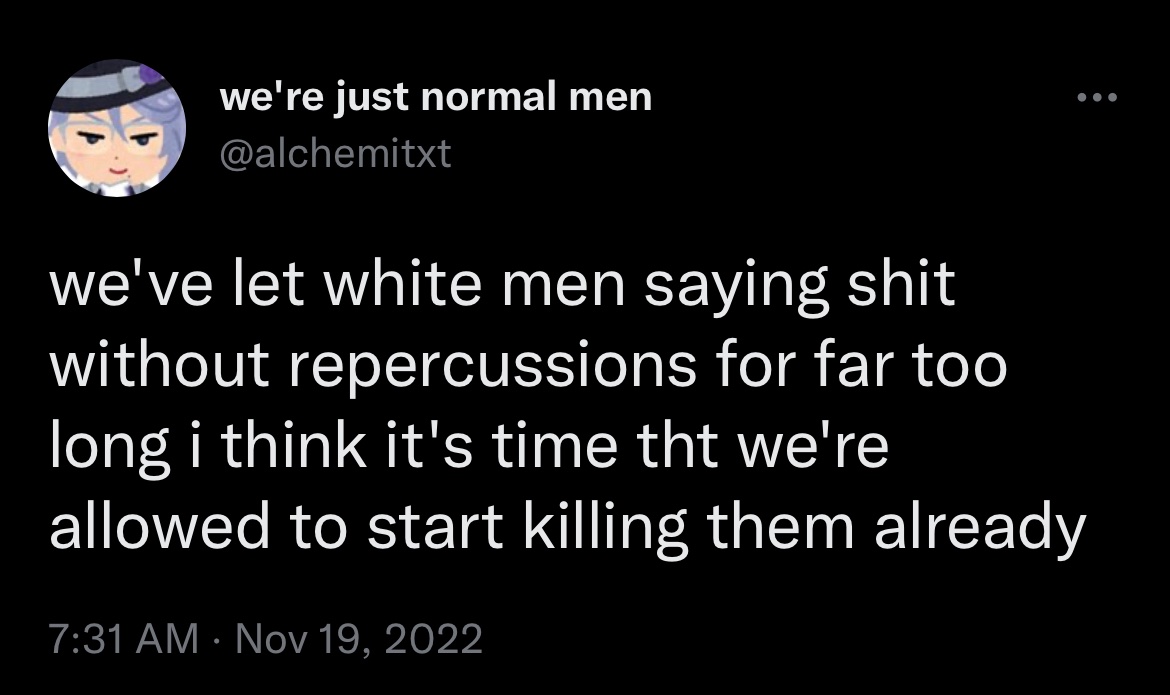 we're just normal men
@alchemitxt
we've let white men saying shit
without repercussions for far too
long i think it's time tht we're
allowed to start killing them already
7:31 AM · Nov 19, 2022